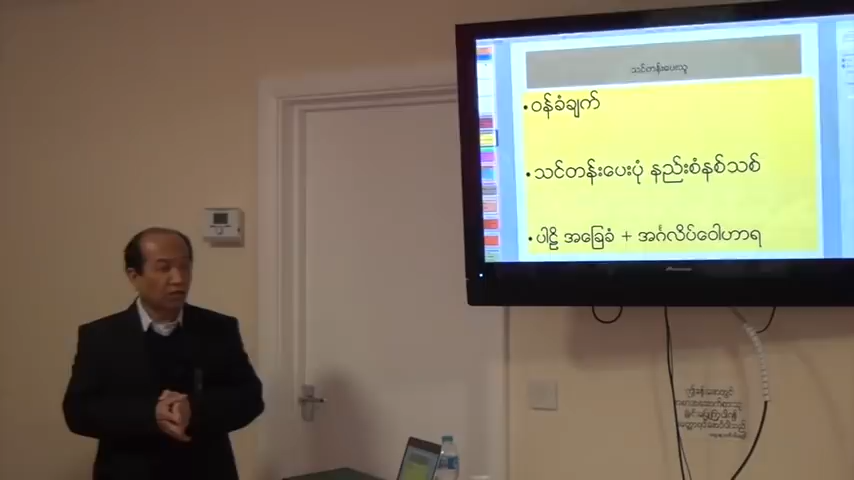 သင်တန်းပေးသူ
•ဝန်ခံချက်
•သင်တန်းပေးပုံ နည်းစံနစ်သစ်
•ပါဠိ အခြေခံ + အင်္ဂလိပ်ဝေါဟာရ